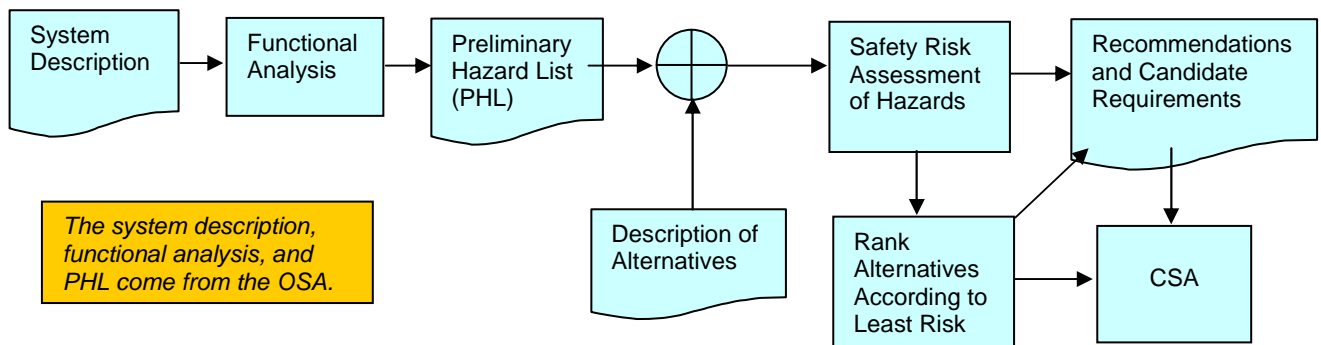 System
Description
Functional
Analysis
Preliminary
Hazard List
(PHL)
Safety Risk
Assessment
of Hazards
Recommendations
and Candidate
Requirements
The system description,
functional analysis, and
PHL come from the OSA.
Description of
Alternatives
Rank
Alternatives
According to
Least Risk
CSA